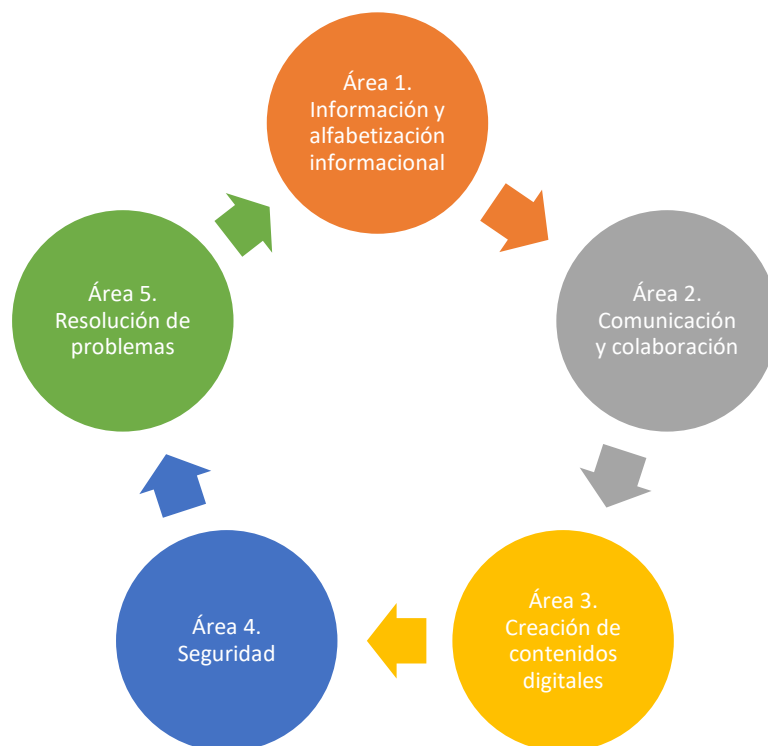 Área 1.
Información y
alfabetización
informacional
Área 2.
Comunicación
y colaboración
Área 3.
Creación de
contenidos
digitales
Área 4.
Seguridad
Área 5.
Resolución de
problemas